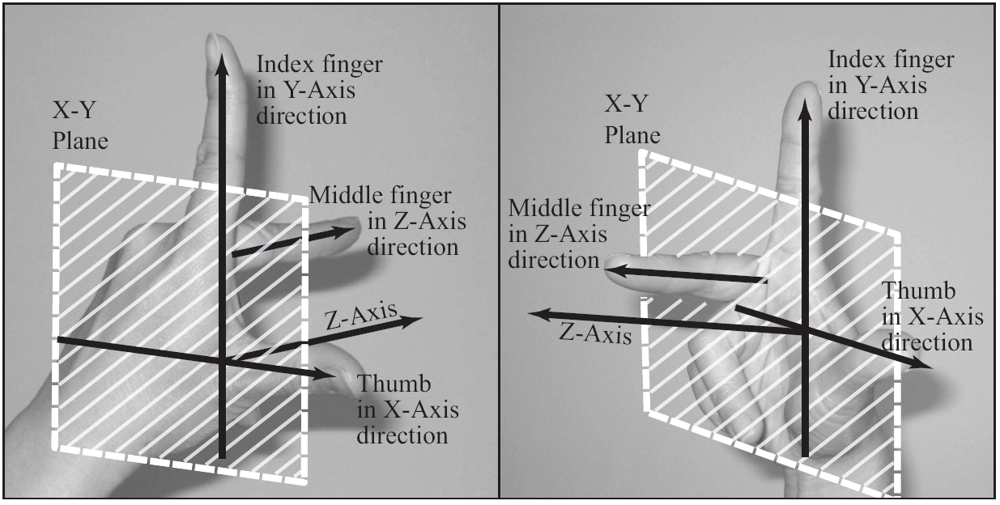 Index finger
in Y-Axis
direction
X-Y
Plane
Middle finger
in Z-Axis
direction
Z-Axis
Thumb
in X-Axis
direction
Index finger
in Y-Axis
direction
X-Y
Plane
Middle finger
in Z-Axis
direction
Thumb
in X-Axis
direction
Z-Axis